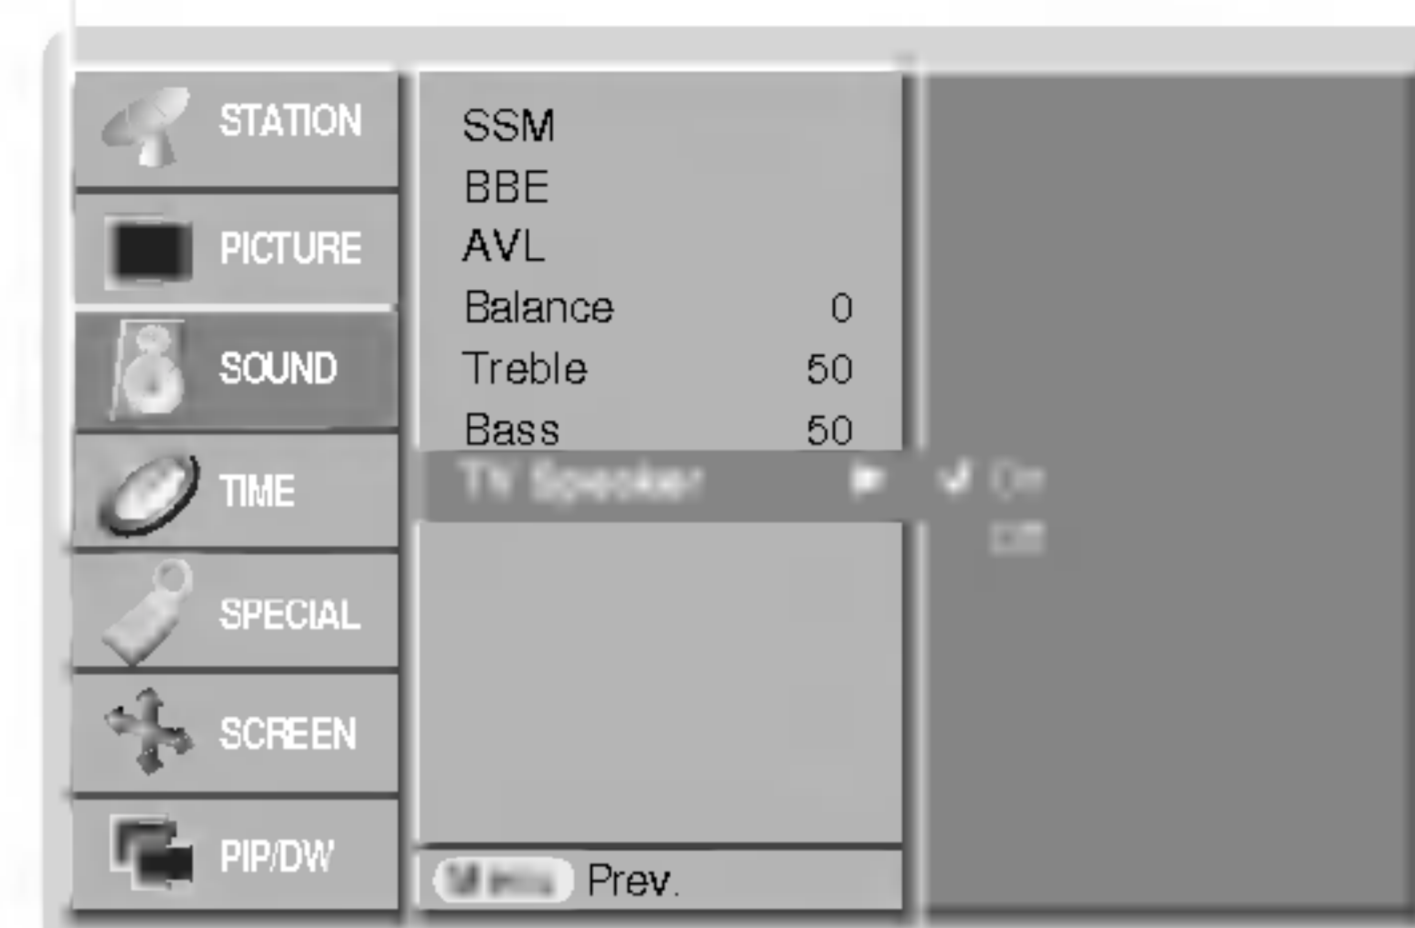 STATION
PICTURE
SOUND
TIME
SPECIAL
SCREEN
PIP/DW
SSM
BBE
AVL
Balance 0
Treble 50
Bass 50
TV Speaker ► ✔ On
Off
Menu Prev.